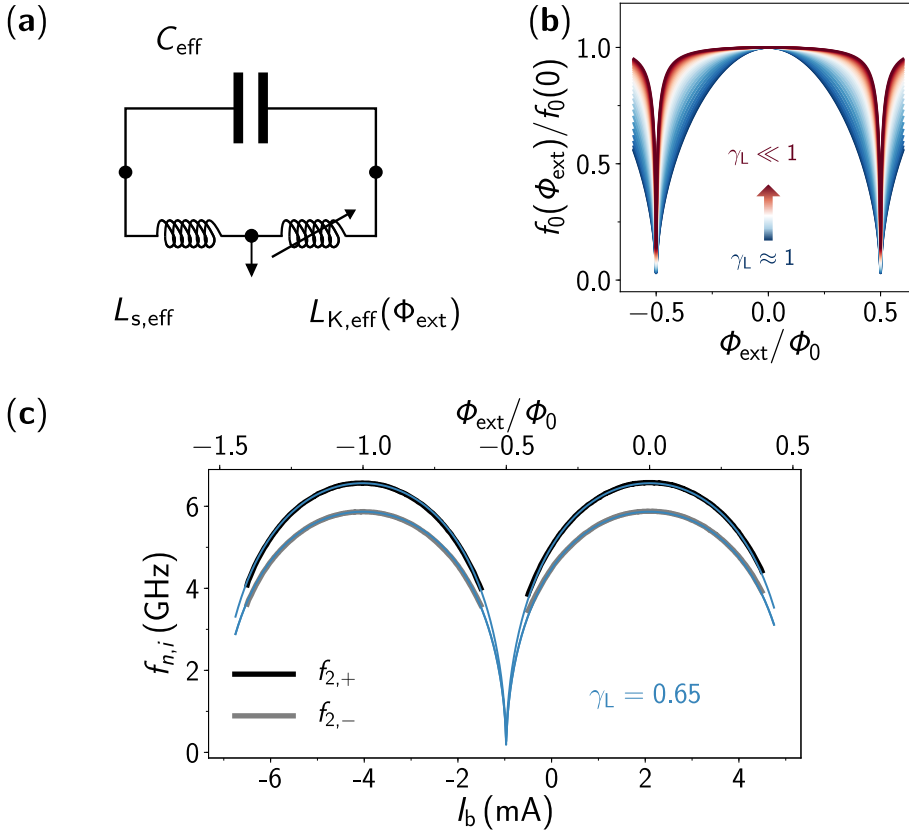 (a)
C_eff
L_s,eff
L_K,eff(Φ_ext)
(b)
f_0(Φ_ext)/f_0(0)
1.0
0.5
0.0
γ_L ≪ 1
γ_L ≈ 1
−0.5 0.0 0.5
Φ_ext/Φ_0
(c)
Φ_ext/Φ_0
−1.5 −1.0 −0.5 0.0 0.5
f_n,i (GHz)
6
4
2
0
f_2,+
f_2,−
γ_L = 0.65
-6 -4 -2 0 2 4
I_b (mA)